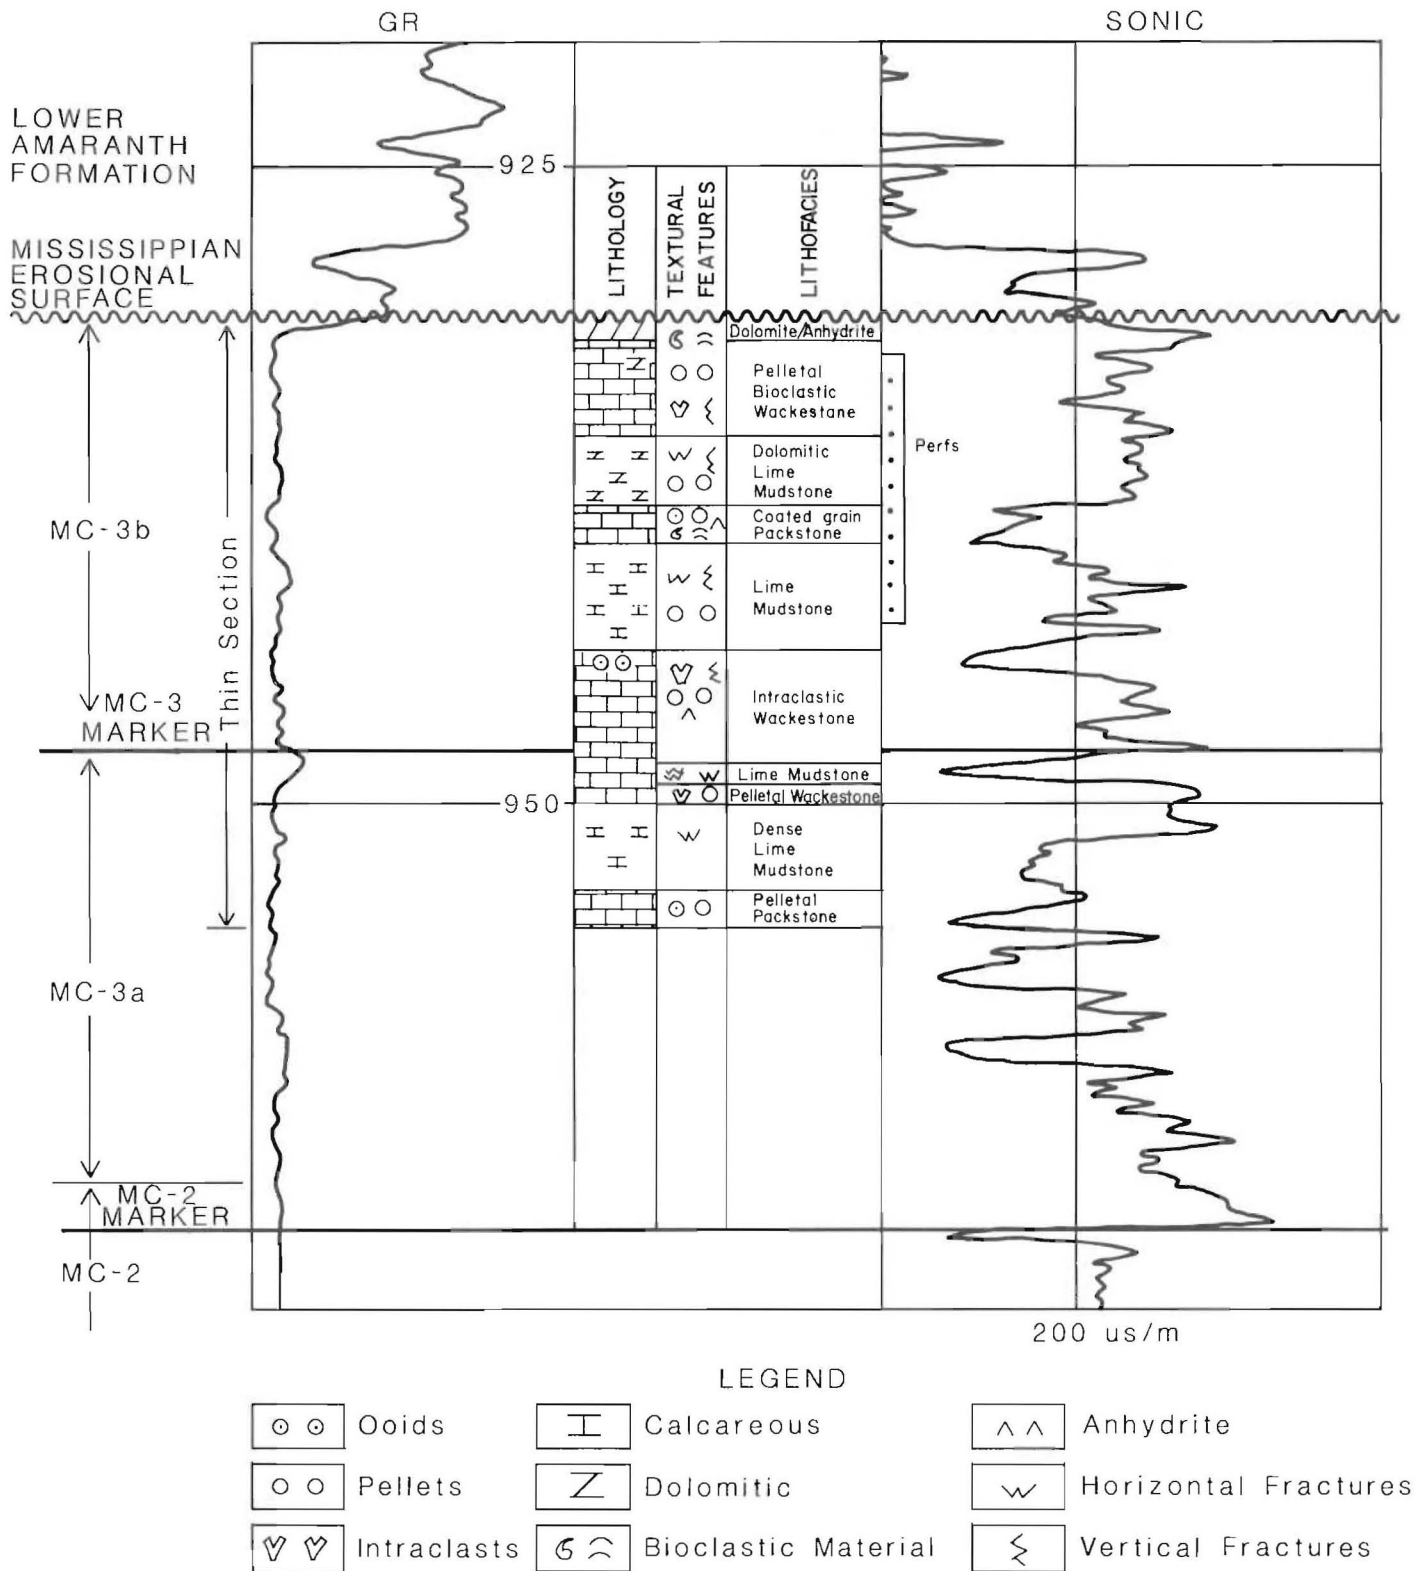 GR
SONIC
LOWER
AMARANTH
FORMATION
925
MISSISSIPPIAN
EROSIONAL
SURFACE
LITHOLOGY
TEXTURAL
FEATURES
LITHOFACIES
Dolomite/Anhydrite
Pelletal
Bioclastic
Wackestane
Perfs
Dolomitic
Lime
Mudstone
Coated grain
Packstone
MC-3b
Thin Section
Lime
Mudstone
Intraclastic
Wackestone
MC-3
MARKER
Lime Mudstone
Pelletal Wackestone
950
Dense
Lime
Mudstone
Pelletal
Packstone
MC-3a
MC-2
MARKER
MC-2
200 us/m
LEGEND
Ooids
Calcareous
Anhydrite
Pellets
Dolomitic
Horizontal Fractures
Intraclasts
Bioclastic Material
Vertical Fractures